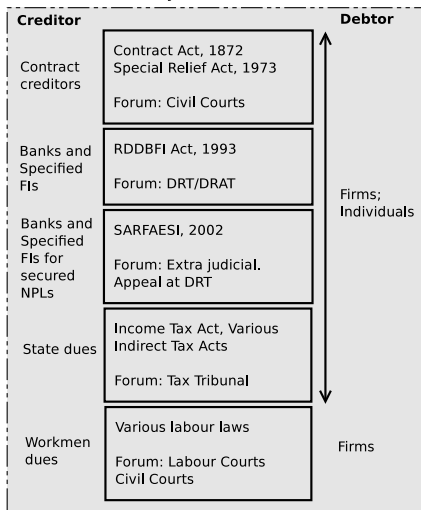 Creditor
Debtor
Contract
creditors
Contract Act, 1872
Special Relief Act, 1973
Forum: Civil Courts
Banks and
Specified
FIs
RDDBFI Act, 1993
Forum: DRT/DRAT
Firms;
Individuals
Banks and
Specified
FIs for
secured
NPLs
SARFAESI, 2002
Forum: Extra judicial.
Appeal at DRT
State dues
Income Tax Act, Various
Indirect Tax Acts
Forum: Tax Tribunal
Workmen
dues
Various labour laws
Forum: Labour Courts
Civil Courts
Firms